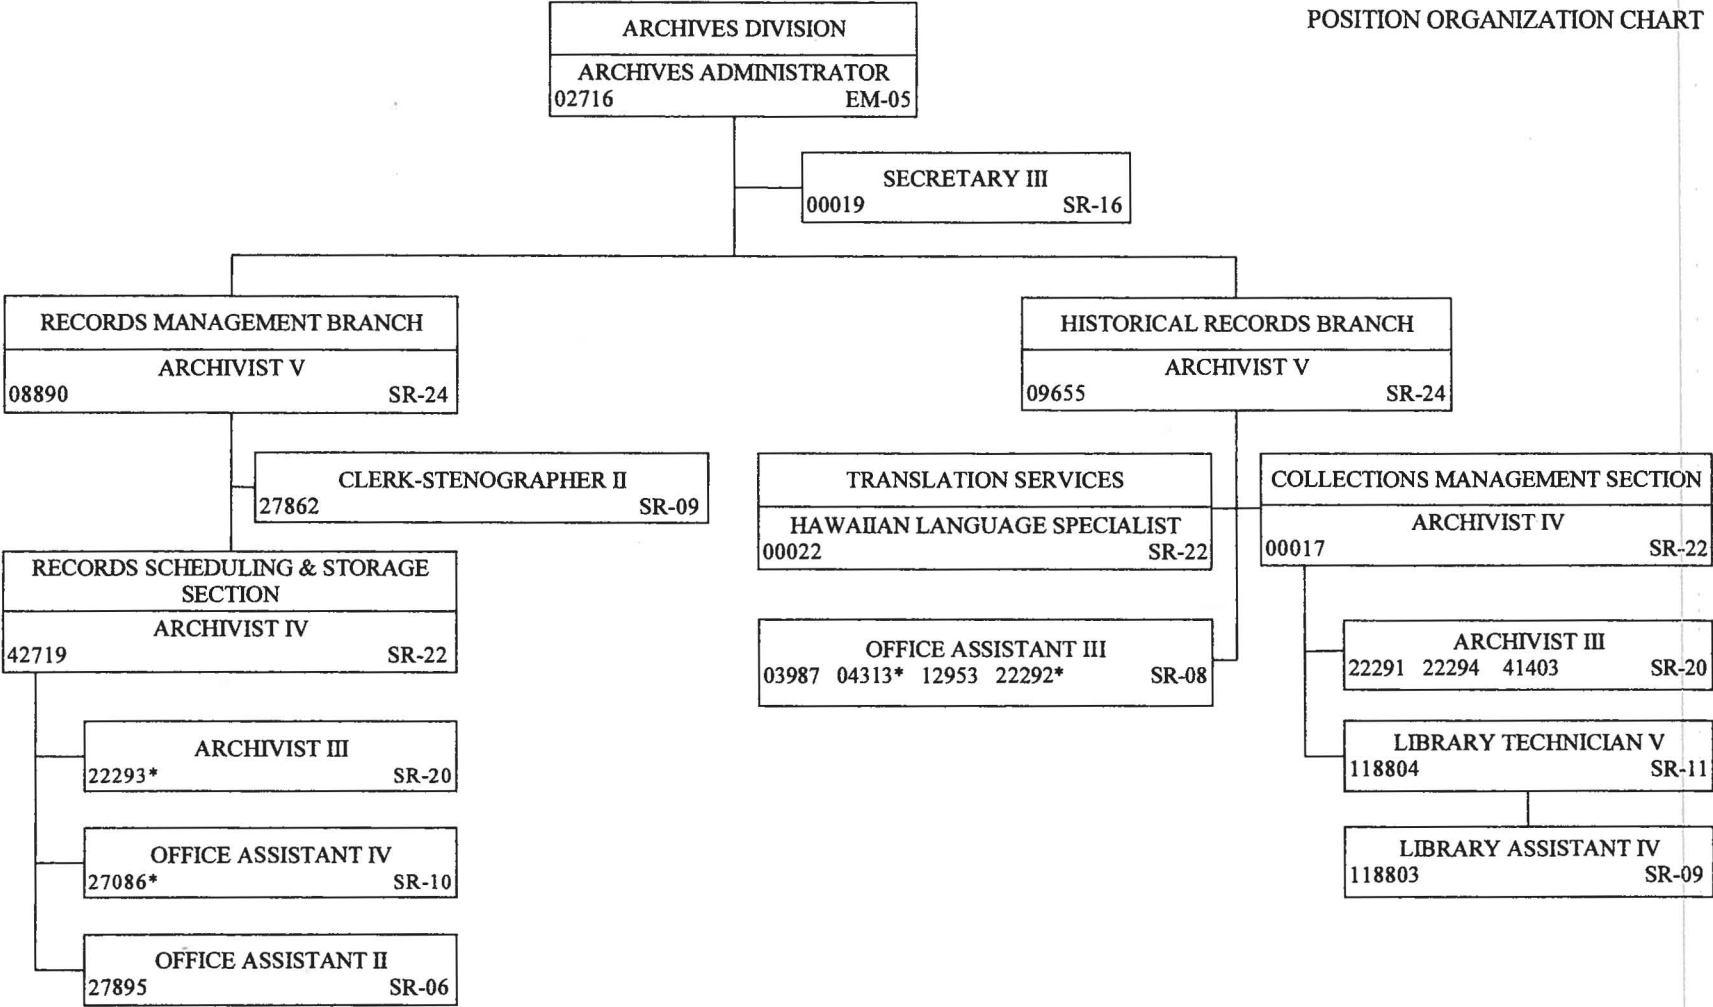 POSITION ORGANIZATION CHART
ARCHIVES DIVISION
ARCHIVES ADMINISTRATOR
02716 EM-05
SECRETARY III
00019 SR-16
RECORDS MANAGEMENT BRANCH
ARCHIVIST V
08890 SR-24
CLERK-STENOGRAPHER II
27862 SR-09
RECORDS SCHEDULING & STORAGE
SECTION
ARCHIVIST IV
42719 SR-22
ARCHIVIST III
22293* SR-20
OFFICE ASSISTANT IV
27086* SR-10
OFFICE ASSISTANT II
27895 SR-06
HISTORICAL RECORDS BRANCH
ARCHIVIST V
09655 SR-24
TRANSLATION SERVICES
HAWAIIAN LANGUAGE SPECIALIST
00022 SR-22
OFFICE ASSISTANT III
03987 04313* 12953 22292* SR-08
COLLECTIONS MANAGEMENT SECTION
ARCHIVIST IV
00017 SR-22
ARCHIVIST III
22291 22294 41403 SR-20
LIBRARY TECHNICIAN V
118804 SR-11
LIBRARY ASSISTANT IV
118803 SR-09